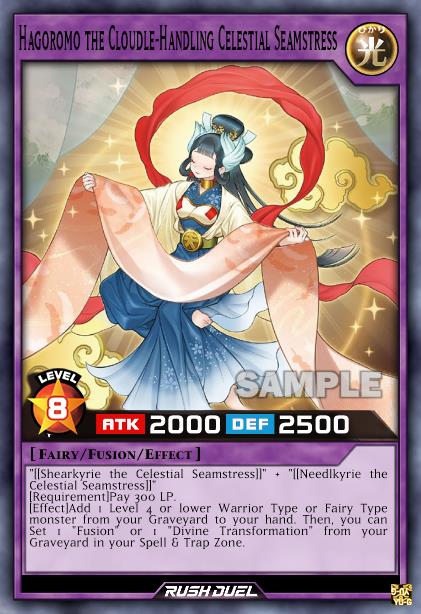 Hagoromo the Cloudle-Handling Celestial Seamstress
ひかり
光
SAMPLE
LEVEL
8
ATK 2000 DEF 2500
[ Fairy/Fusion/Effect ]
"[[Shearkyrie the Celestial Seamstress]]" + "[[Needlkyrie the
Celestial Seamstress]]"
[Requirement]Pay 300 LP.
[Effect]Add 1 Level 4 or lower Warrior Type or Fairy Type
monster from your Graveyard to your hand. Then, you can
Set 1 "Fusion" or 1 "Divine Transformation" from your
Graveyard in your Spell & Trap Zone.
RUSH DUEL